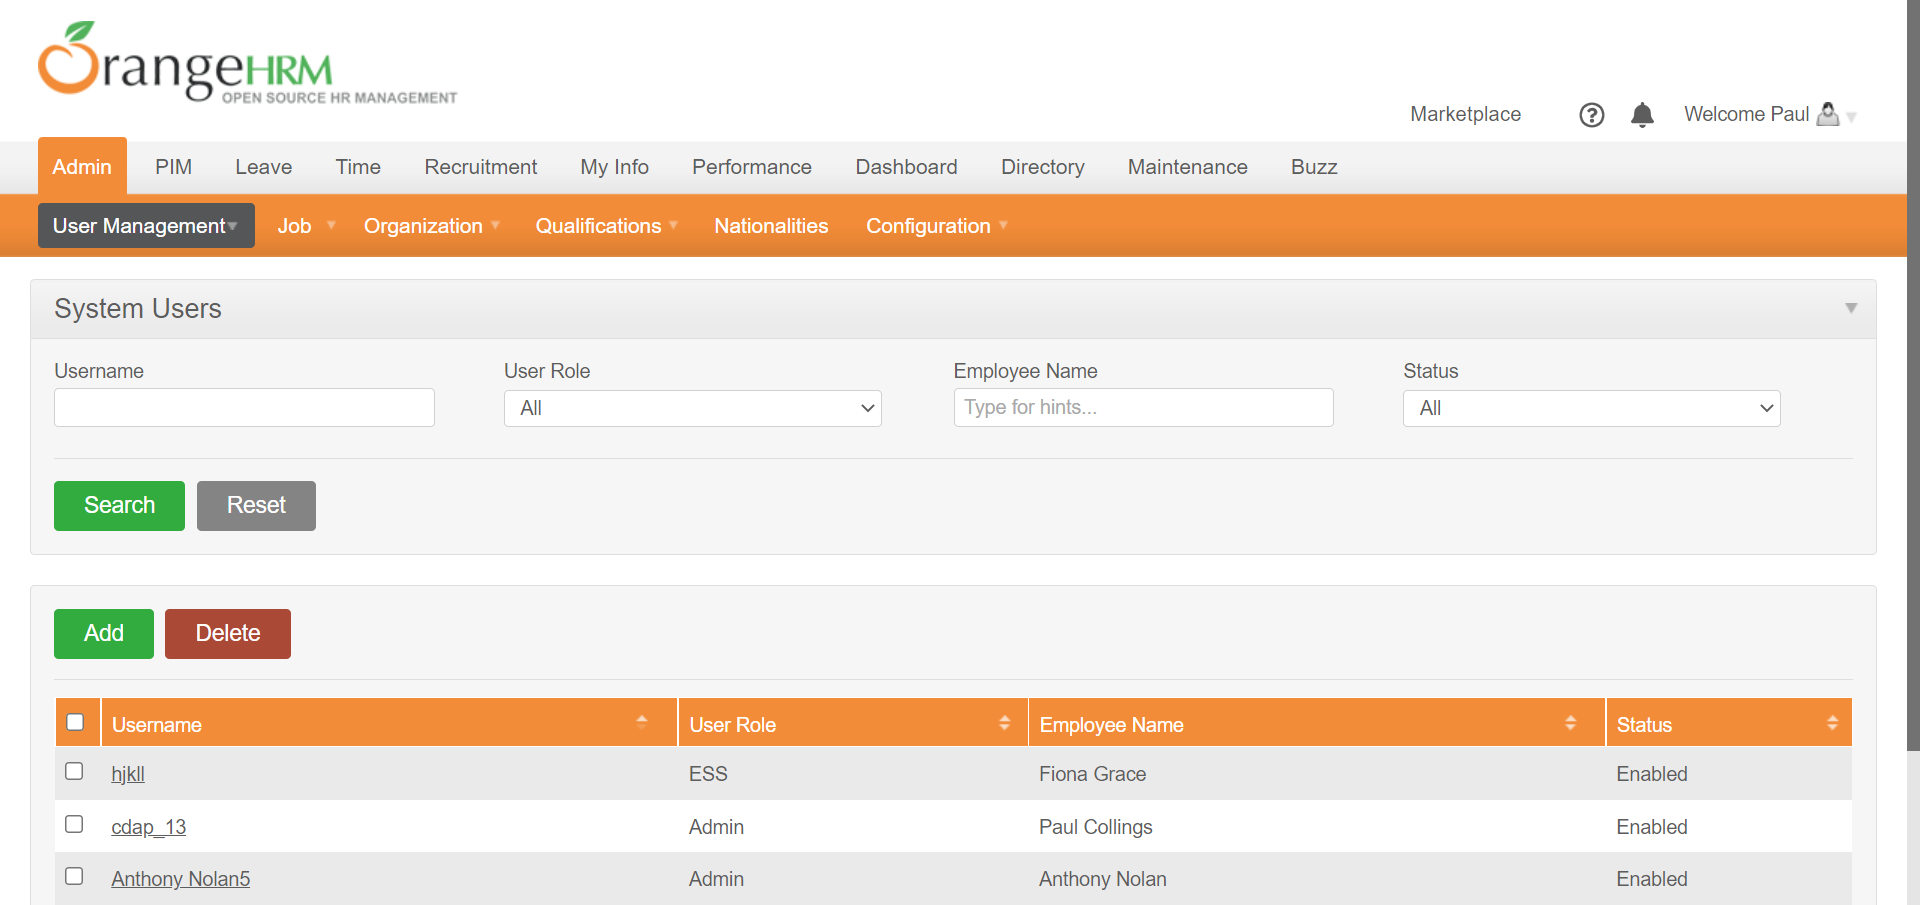 OrangeHRM
OPEN SOURCE HR MANAGEMENT
Marketplace ? Welcome Paul
Admin PIM Leave Time Recruitment My Info Performance Dashboard Directory Maintenance Buzz
User Management Job Organization Qualifications Nationalities Configuration
System Users
Username User Role Employee Name Status
All Type for hints... All
Search Reset
Add Delete
Username User Role Employee Name Status
hjkll ESS Fiona Grace Enabled
cdap_13 Admin Paul Collings Enabled
Anthony Nolan5 Admin Anthony Nolan Enabled